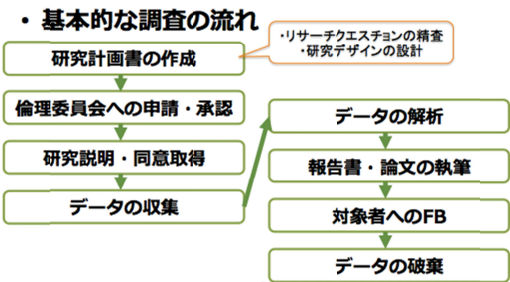 ・基本的な調査の流れ
・リサーチクエスチョンの精査
・研究デザインの設計
研究計画書の作成
倫理委員会への申請・承認
研究説明・同意取得
データの収集
データの解析
報告書・論文の執筆
対象者へのFB
データの破棄